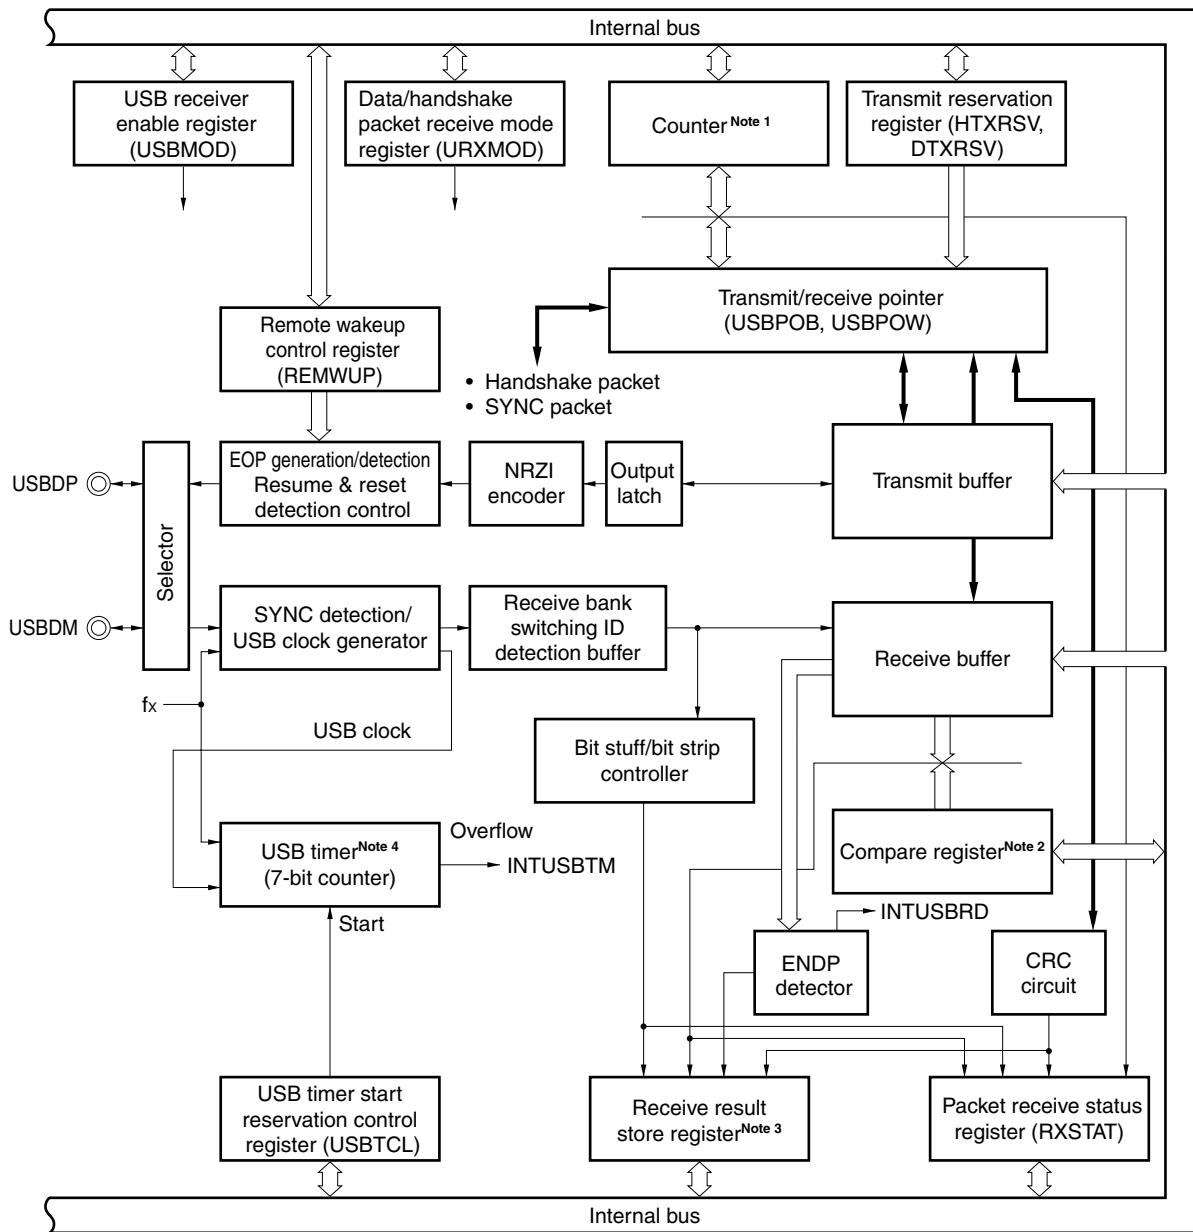 Internal bus
USB receiver
enable register
(USBMOD)
Data/handshake
packet receive mode
register (URXMOD)
Counter Note 1
Transmit reservation
register (HTXRSV,
DTXRSV)
Transmit/receive pointer
(USBPOB, USBPOW)
Remote wakeup
control register
(REMWUP)
• Handshake packet
• SYNC packet
USBDP
Selector
EOP generation/detection
Resume & reset
detection control
NRZI
encoder
Output
latch
Transmit buffer
USBDM
SYNC detection/
USB clock generator
Receive bank
switching ID
detection buffer
Receive buffer
fX
USB clock
Bit stuff/bit strip
controller
USB timer Note 4
(7-bit counter)
Overflow
INTUSBTM
Compare register Note 2
Start
INTUSBRD
ENDP
detector
CRC
circuit
USB timer start
reservation control
register (USBTCL)
Receive result
store register Note 3
Packet receive status
register (RXSTAT)
Internal bus